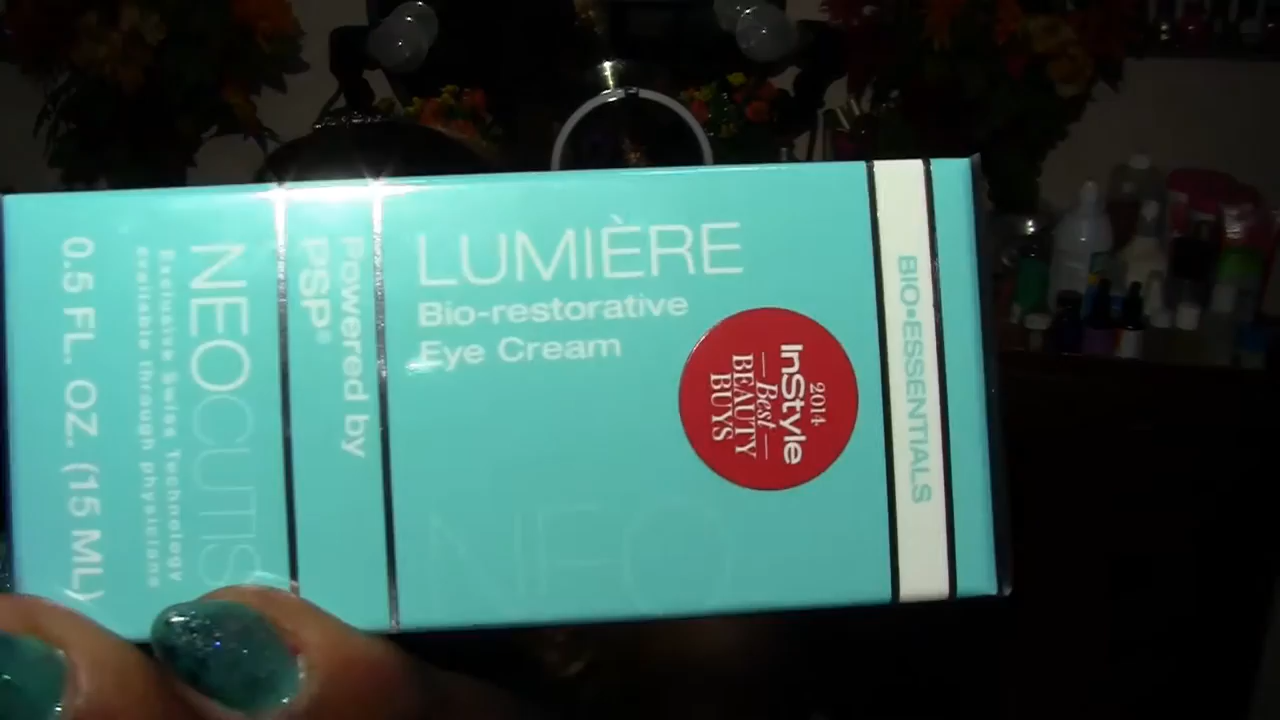 LUMIÈRE
Bio-restorative
Eye Cream
2014
InStyle
Best
BEAUTY
BUYS
BIO•ESSENTIALS
Powered by
PSP®
NEOCUTIS
Exclusive Swiss Technology
available through physicians
0.5 FL. OZ. (15 ML)
NEO